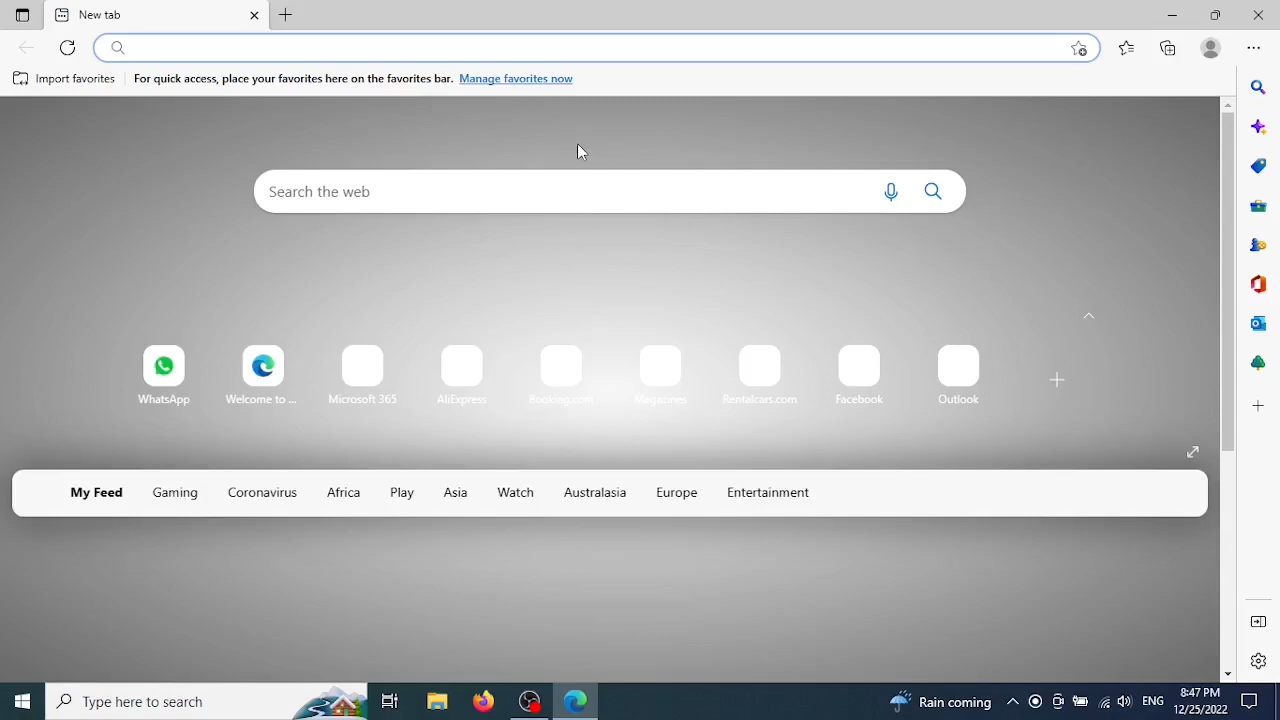 New tab
Import favorites
For quick access, place your favorites here on the favorites bar. Manage favorites now
Search the web
WhatsApp
Welcome to ...
Microsoft 365
AliExpress
Booking.com
Magazines
Rentalcars.com
Facebook
Outlook
My Feed
Gaming
Coronavirus
Africa
Play
Asia
Watch
Australasia
Europe
Entertainment
Type here to search
Rain coming
ENG
8:47 PM
12/25/2022